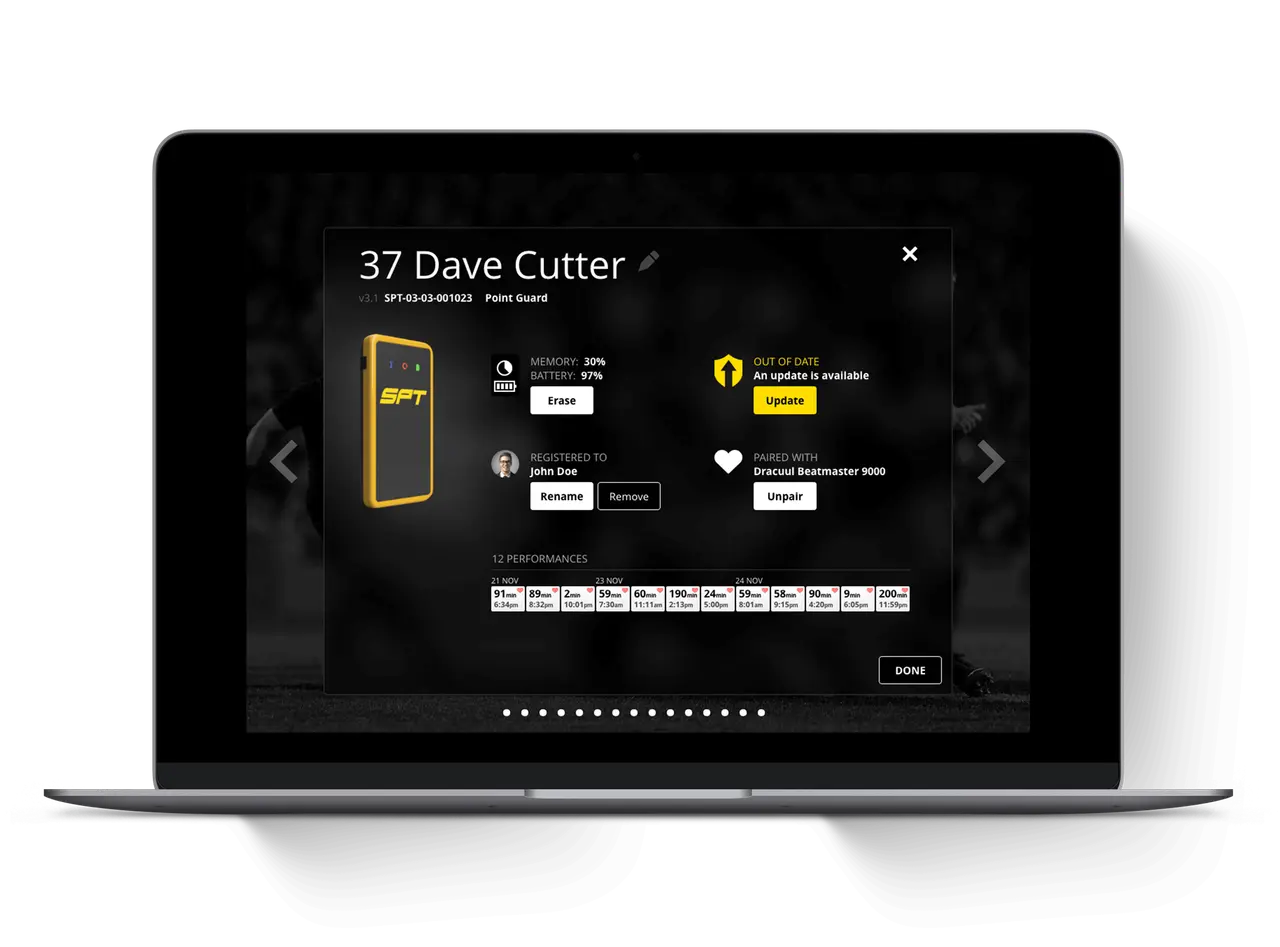 37 Dave Cutter
v3.1 SPT-03-03-001023 Point Guard
SPT
MEMORY: 30%
BATTERY: 97%
Erase
OUT OF DATE
An update is available
Update
REGISTERED TO
John Doe
Rename Remove
PAIRED WITH
Dracuul Beatmaster 9000
Unpair
12 PERFORMANCES
21 NOV 23 NOV 24 NOV
91min 89min 2min 59min 60min 190min 24min 59min 58min 90min 9min 200min
6:34pm 8:32pm 10:01pm 7:30am 11:11am 2:13pm 5:00pm 8:01am 9:15pm 4:20pm 6:05pm 11:59pm
DONE